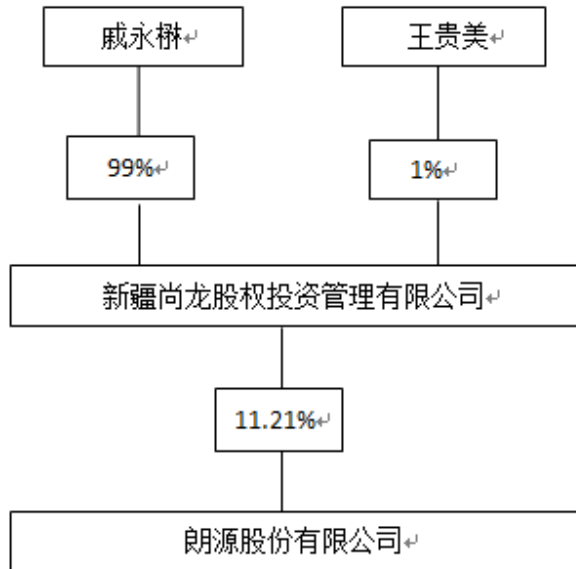 戚永楙
王贵美
99%
1%
新疆尚龙股权投资管理有限公司
11.21%
朗源股份有限公司